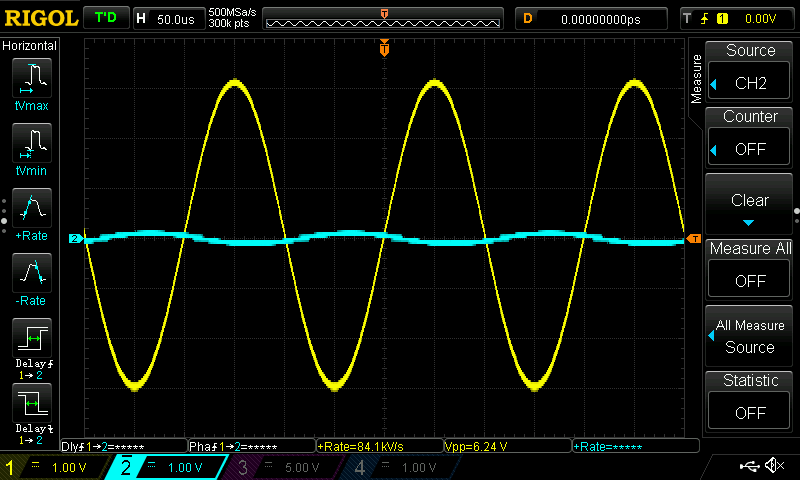 RIGOL T'D H 50.0us 500MSa/s D 0.00000000ps T 1 0.00V
300k pts
Horizontal
tVmax
tVmin
+Rate
-Rate
Delay
1→2
Delay
1→2
T
T
2
T
Measure
Source
CH2
Counter
OFF
Clear
Measure All
OFF
All Measure
Source
Statistic
OFF
Dly 1→2=***** Pha 1→2=***** +Rate=84.1kV/s Vpp=6.24 V +Rate=*****
1 = 1.00 V 2 = 1.00 V 3 = 5.00 V 4 = 1.00 V